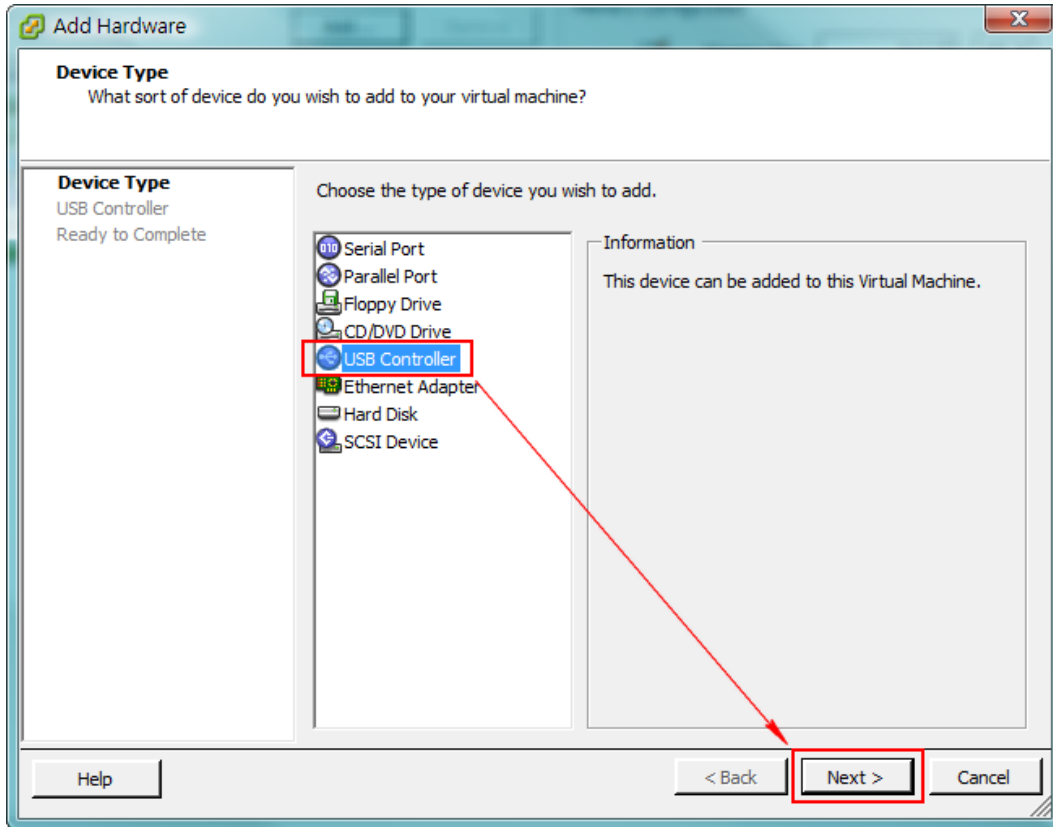 Add Hardware
Device Type
What sort of device do you wish to add to your virtual machine?
Device Type
USB Controller
Ready to Complete
Choose the type of device you wish to add.
Serial Port
Parallel Port
Floppy Drive
CD/DVD Drive
USB Controller
Ethernet Adapter
Hard Disk
SCSI Device
Information
This device can be added to this Virtual Machine.
Help
< Back
Next >
Cancel